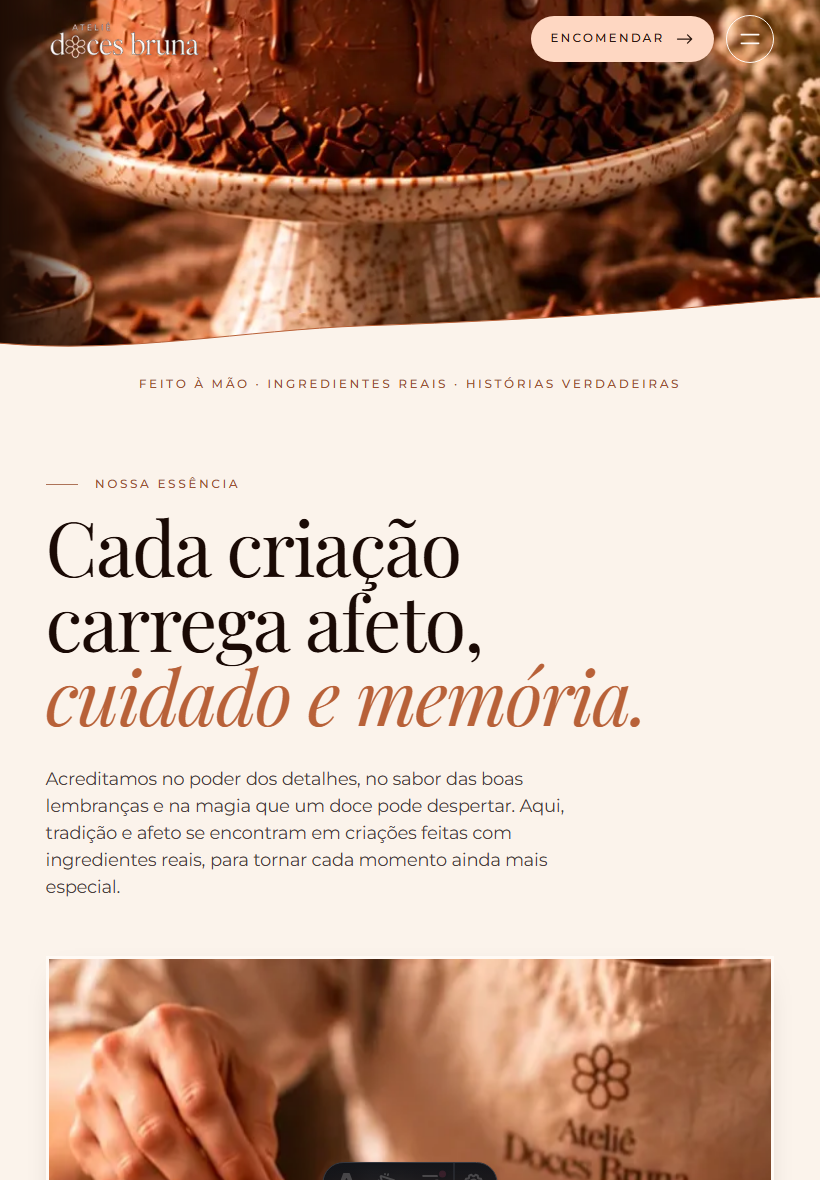 ATELIÊ
doces bruna
ENCOMENDAR
FEITO À MÃO · INGREDIENTES REAIS · HISTÓRIAS VERDADEIRAS
NOSSA ESSÊNCIA
Cada criação
carrega afeto,
cuidado e memória.
Acreditamos no poder dos detalhes, no sabor das boas
lembranças e na magia que um doce pode despertar. Aqui,
tradição e afeto se encontram em criações feitas com
ingredientes reais, para tornar cada momento ainda mais
especial.
Ateliê
Doces Bruna